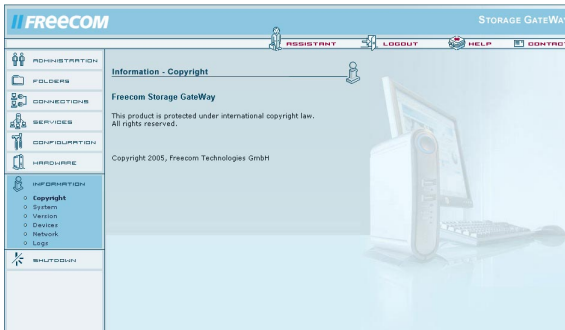 FREECOM
STORAGE GATEWA
ASSISTANT
LOGOUT
HELP
CONTACT
ADMINISTRATION
FOLDERS
CONNECTIONS
SERVICES
CONFIGURATION
HARDWARE
INFORMATION
Copyright
System
Version
Devices
Network
Logs
SHUTDOWN
Information - Copyright
Freecom Storage GateWay
This product is protected under international copyright law.
All rights reserved.
Copyright 2005, Freecom Technologies GmbH